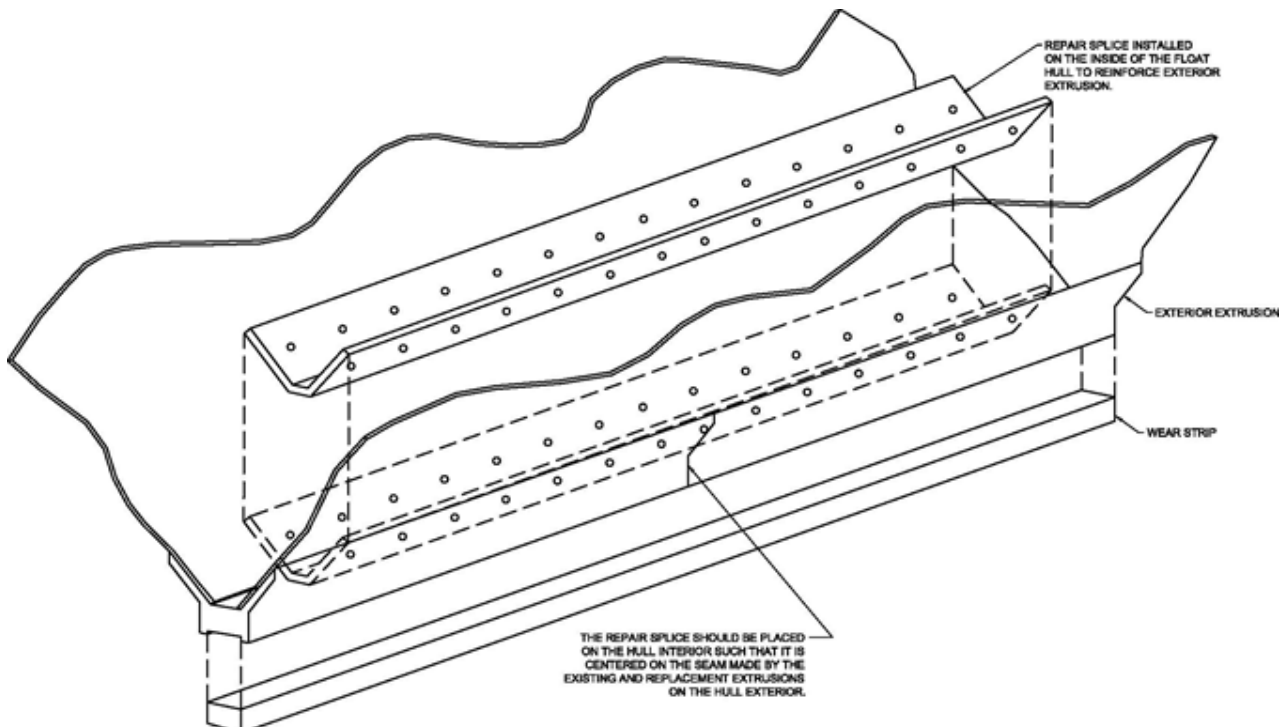 REPAIR SPLICE INSTALLED
ON THE INSIDE OF THE FLOAT
HULL TO REINFORCE EXTERIOR
EXTRUSION.
EXTERIOR EXTRUSION
WEAR STRIP
THE REPAIR SPLICE SHOULD BE PLACED
ON THE HULL INTERIOR SUCH THAT IT IS
CENTERED ON THE SEAM MADE BY THE
EXISTING AND REPLACEMENT EXTRUSIONS
ON THE HULL EXTERIOR.